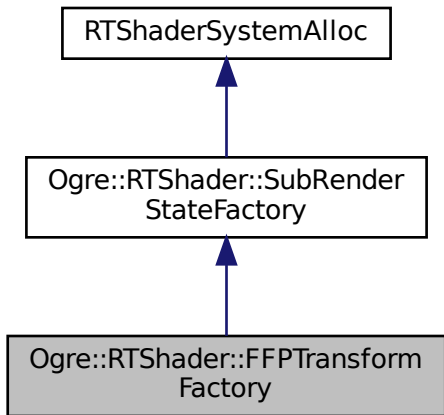 RTShaderSystemAlloc
Ogre::RTShader::SubRender
StateFactory
Ogre::RTShader::FFPTransform
Factory